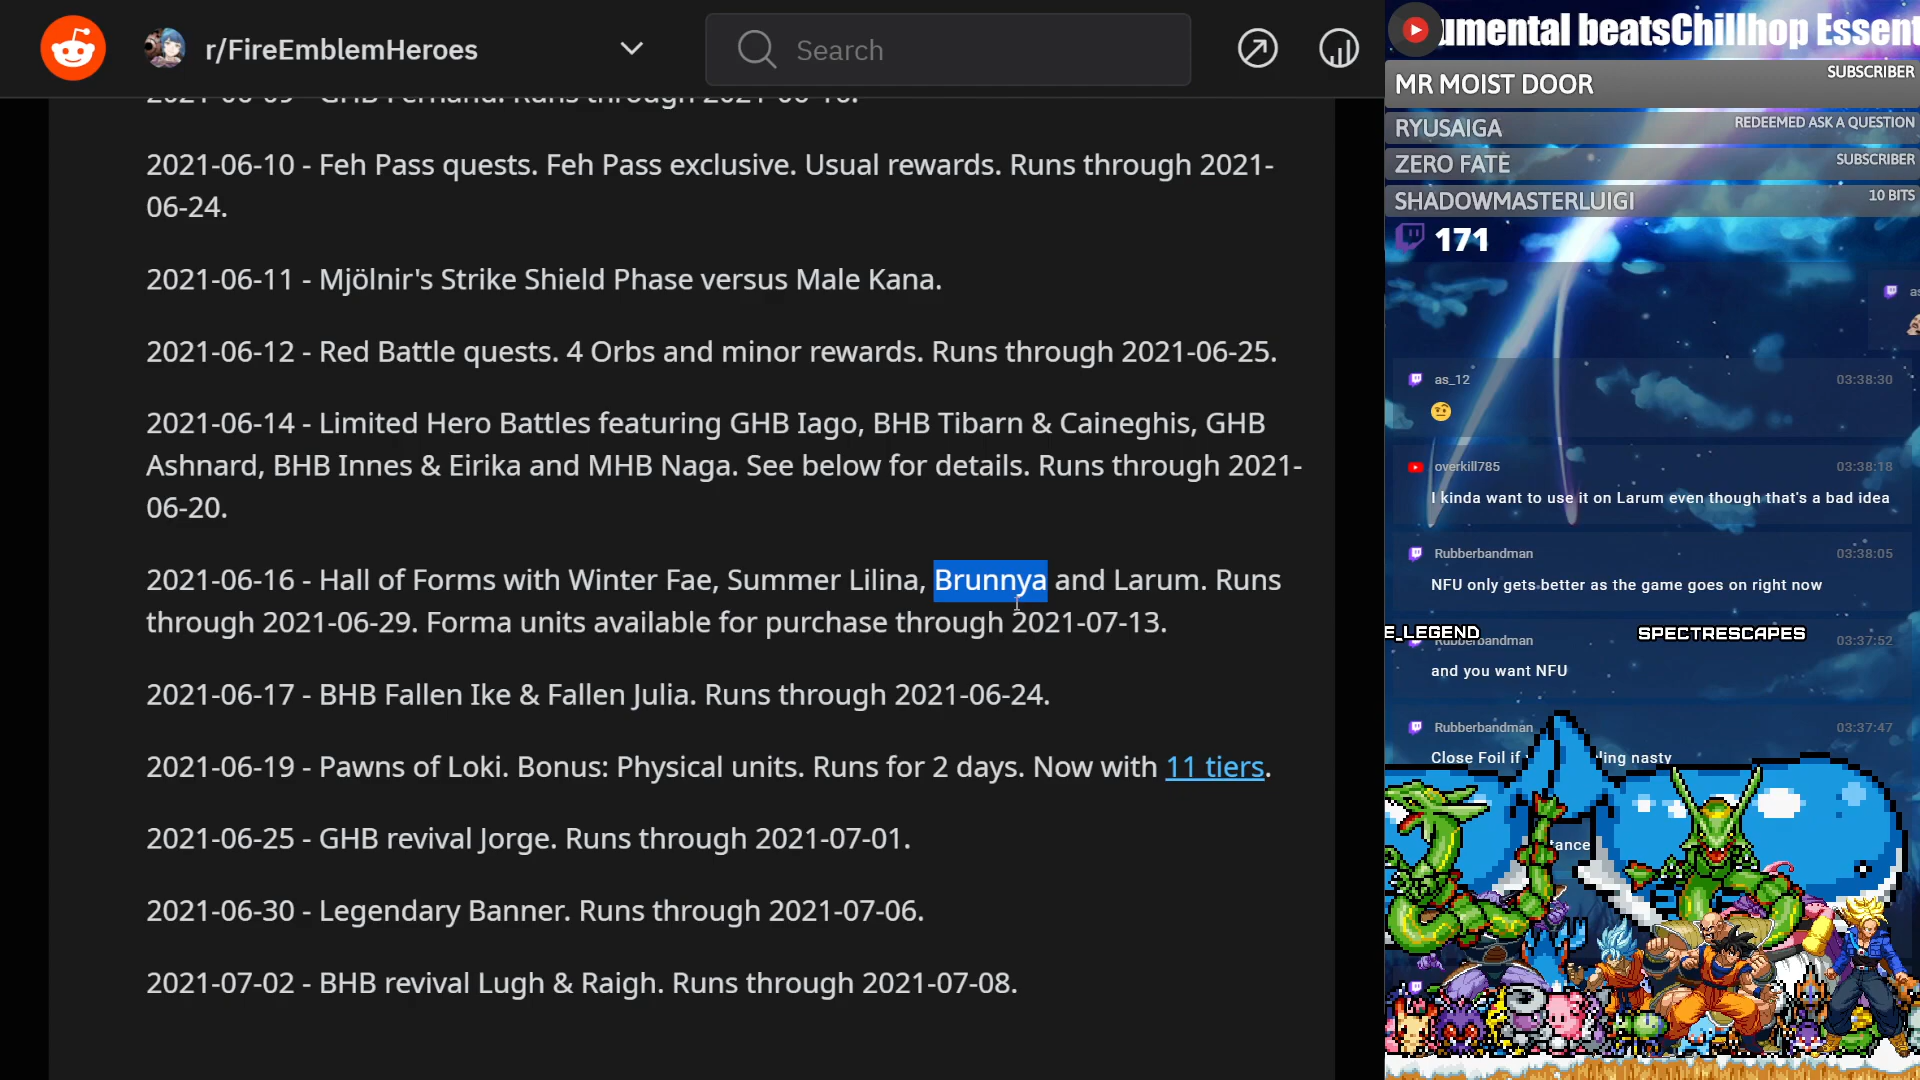 r/FireEmblemHeroes
Search
2021-06-10 - Feh Pass quests. Feh Pass exclusive. Usual rewards. Runs through 2021-
06-24.
2021-06-11 - Mjölnir's Strike Shield Phase versus Male Kana.
2021-06-12 - Red Battle quests. 4 Orbs and minor rewards. Runs through 2021-06-25.
2021-06-14 - Limited Hero Battles featuring GHB Iago, BHB Tibarn & Caineghis, GHB
Ashnard, BHB Innes & Eirika and MHB Naga. See below for details. Runs through 2021-
06-20.
2021-06-16 - Hall of Forms with Winter Fae, Summer Lilina, Brunnya and Larum. Runs
through 2021-06-29. Forma units available for purchase through 2021-07-13.
2021-06-17 - BHB Fallen Ike & Fallen Julia. Runs through 2021-06-24.
2021-06-19 - Pawns of Loki. Bonus: Physical units. Runs for 2 days. Now with 11 tiers.
2021-06-25 - GHB revival Jorge. Runs through 2021-07-01.
2021-06-30 - Legendary Banner. Runs through 2021-07-06.
2021-07-02 - BHB revival Lugh & Raigh. Runs through 2021-07-08.
umental beatsChillhop Essent
MR MOIST DOOR SUBSCRIBER
RYUSAIGA REDEEMED ASK A QUESTION
ZERO FATE SUBSCRIBER
SHADOWMASTERLUIGI 10 BITS
171
as_12 03:38:30
overkill785 03:38:18
I kinda want to use it on Larum even though that's a bad idea
Rubberbandman 03:38:05
NFU only gets better as the game goes on right now
E_LEGEND SPECTRESCAPES
Rubberbandman 03:37:52
and you want NFU
Rubberbandman 03:37:47
Close Foil if ling nasty
tance